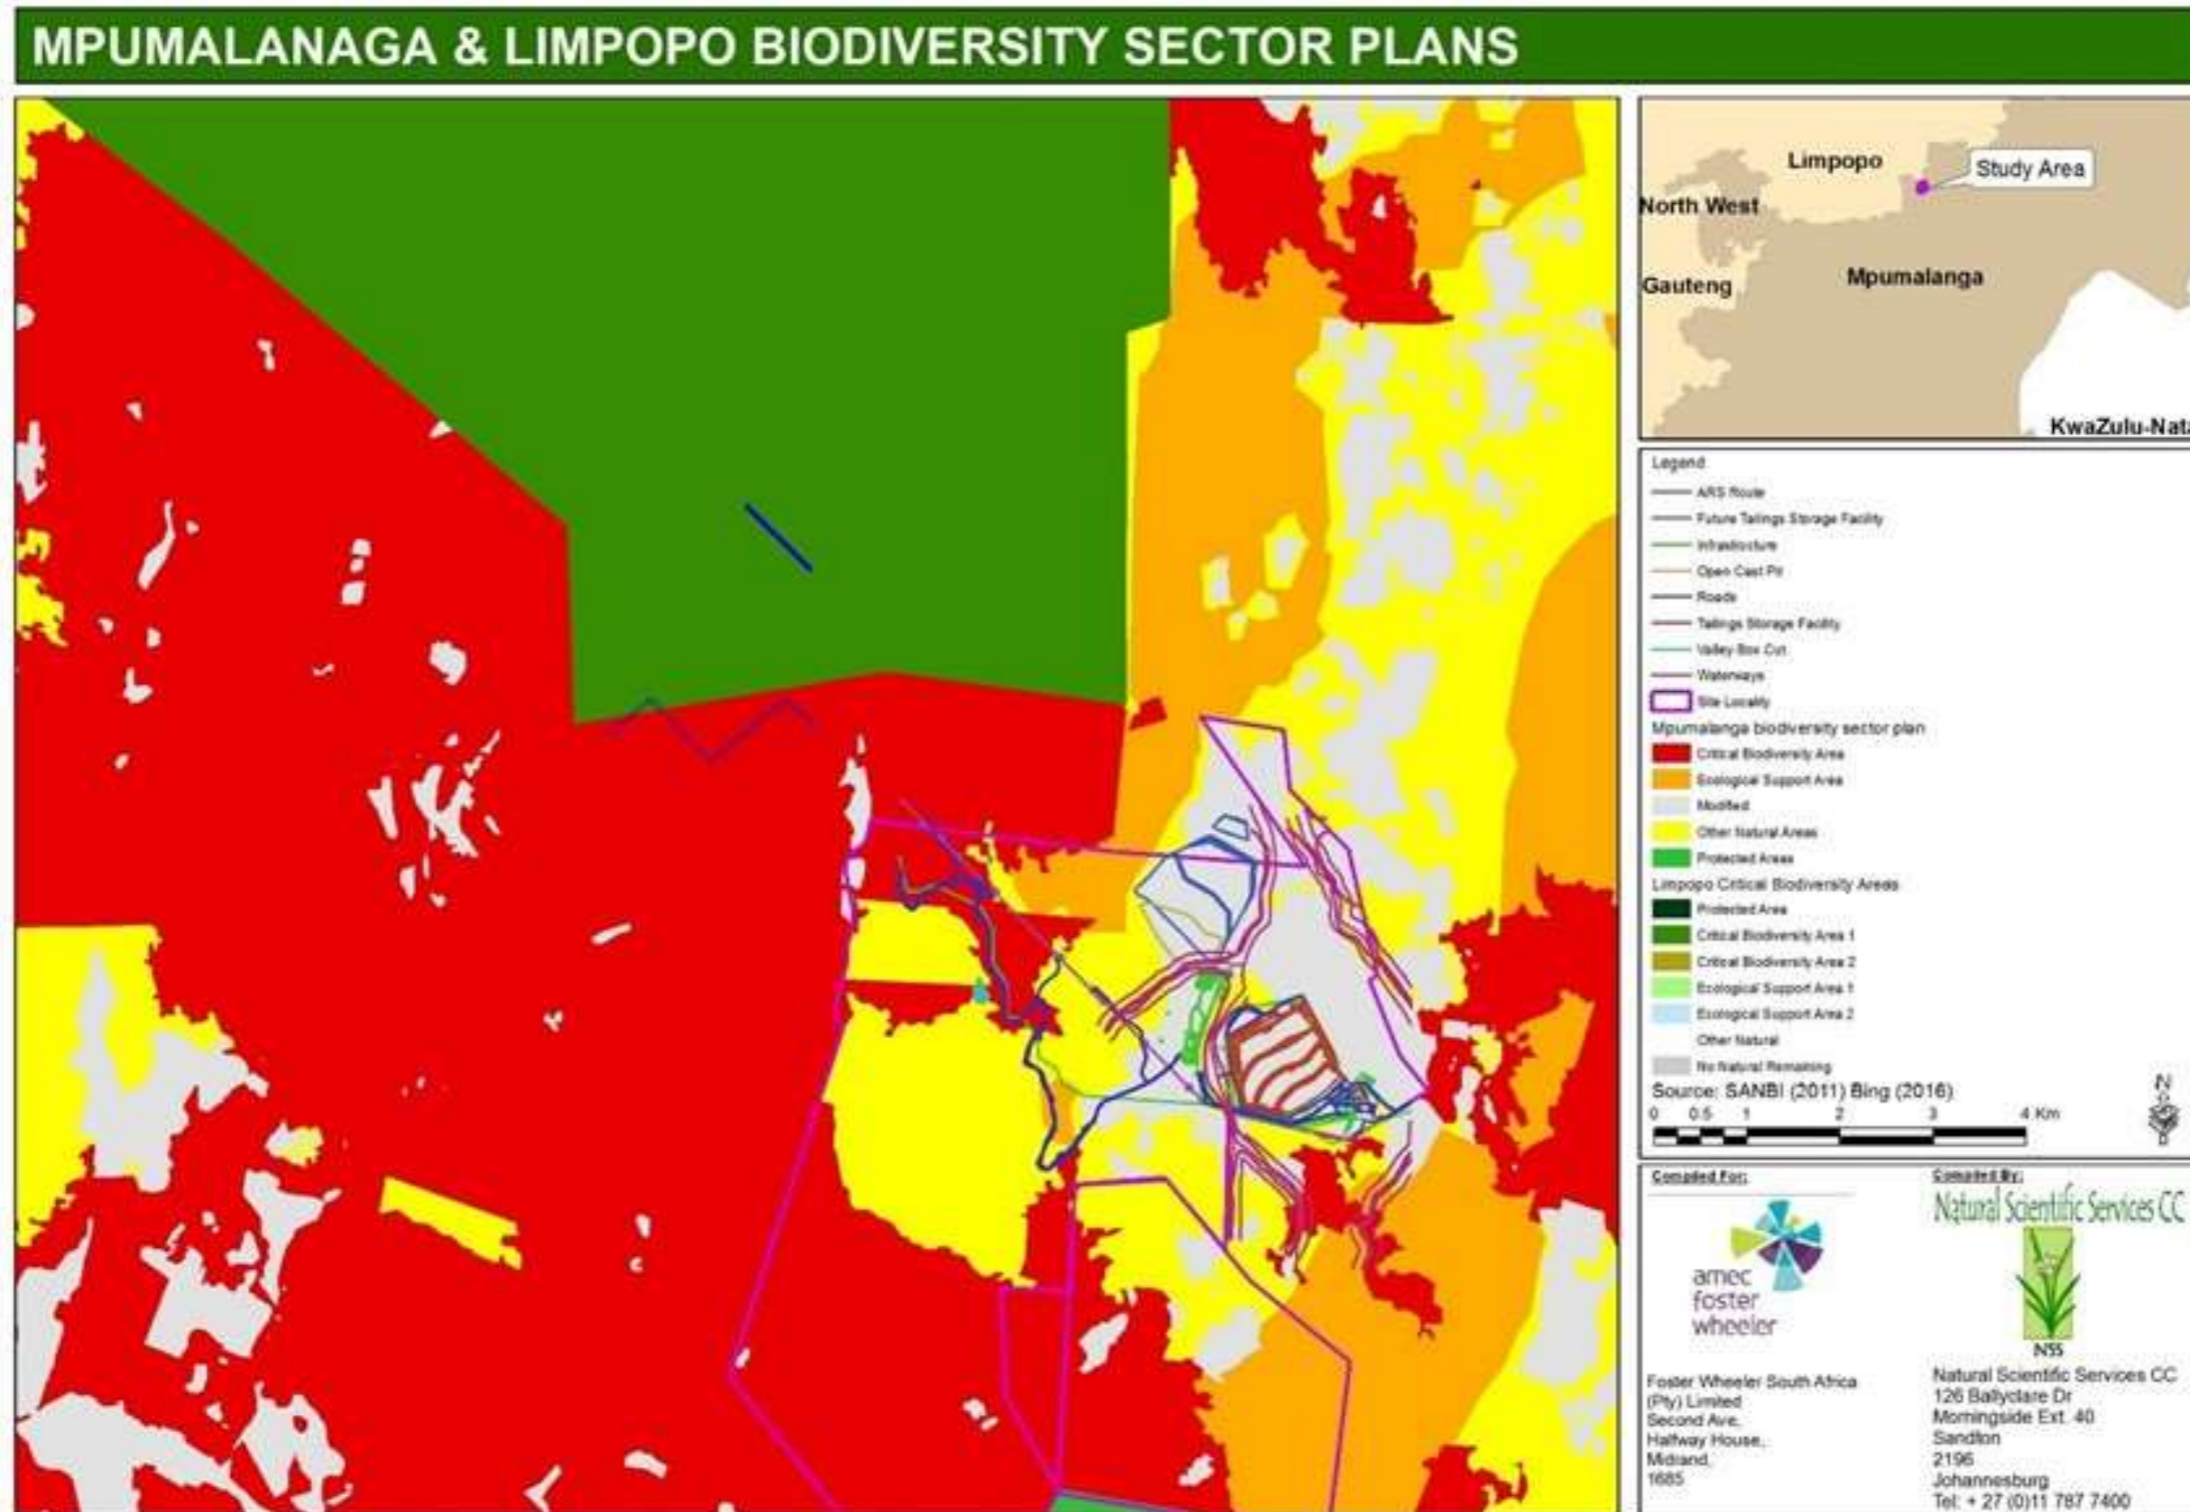 MPUMALANAGA & LIMPOPO BIODIVERSITY SECTOR PLANS
Limpopo
Study Area
North West
Gauteng
Mpumalanga
KwaZulu-Nata
Legend
ARS Route
Future Tailings Storage Facility
Infrastructure
Open Cast Pit
Roads
Tailings Storage Facility
Valley Box Cut
Waterways
Site Locality
Mpumalanga biodiversity sector plan
Critical Biodiversity Area
Ecological Support Area
Modified
Other Natural Areas
Protected Areas
Limpopo Critical Biodiversity Areas
Protected Area
Critical Biodiversity Area 1
Critical Biodiversity Area 2
Ecological Support Area 1
Ecological Support Area 2
Other Natural
No Natural Remaining
Source: SANBI (2011) Bing (2016)
0 0.5 1 2 3 4 Km
N
Compiled For:
amec
foster
wheeler
Foster Wheeler South Africa
(Pty) Limited
Second Ave,
Halfway House,
Midrand,
1685
Compiled By:
Natural Scientific Services CC
NSS
Natural Scientific Services CC
126 Ballyclare Dr
Morningside Ext. 40
Sandton
2196
Johannesburg
Tel: + 27 (0)11 787 7400